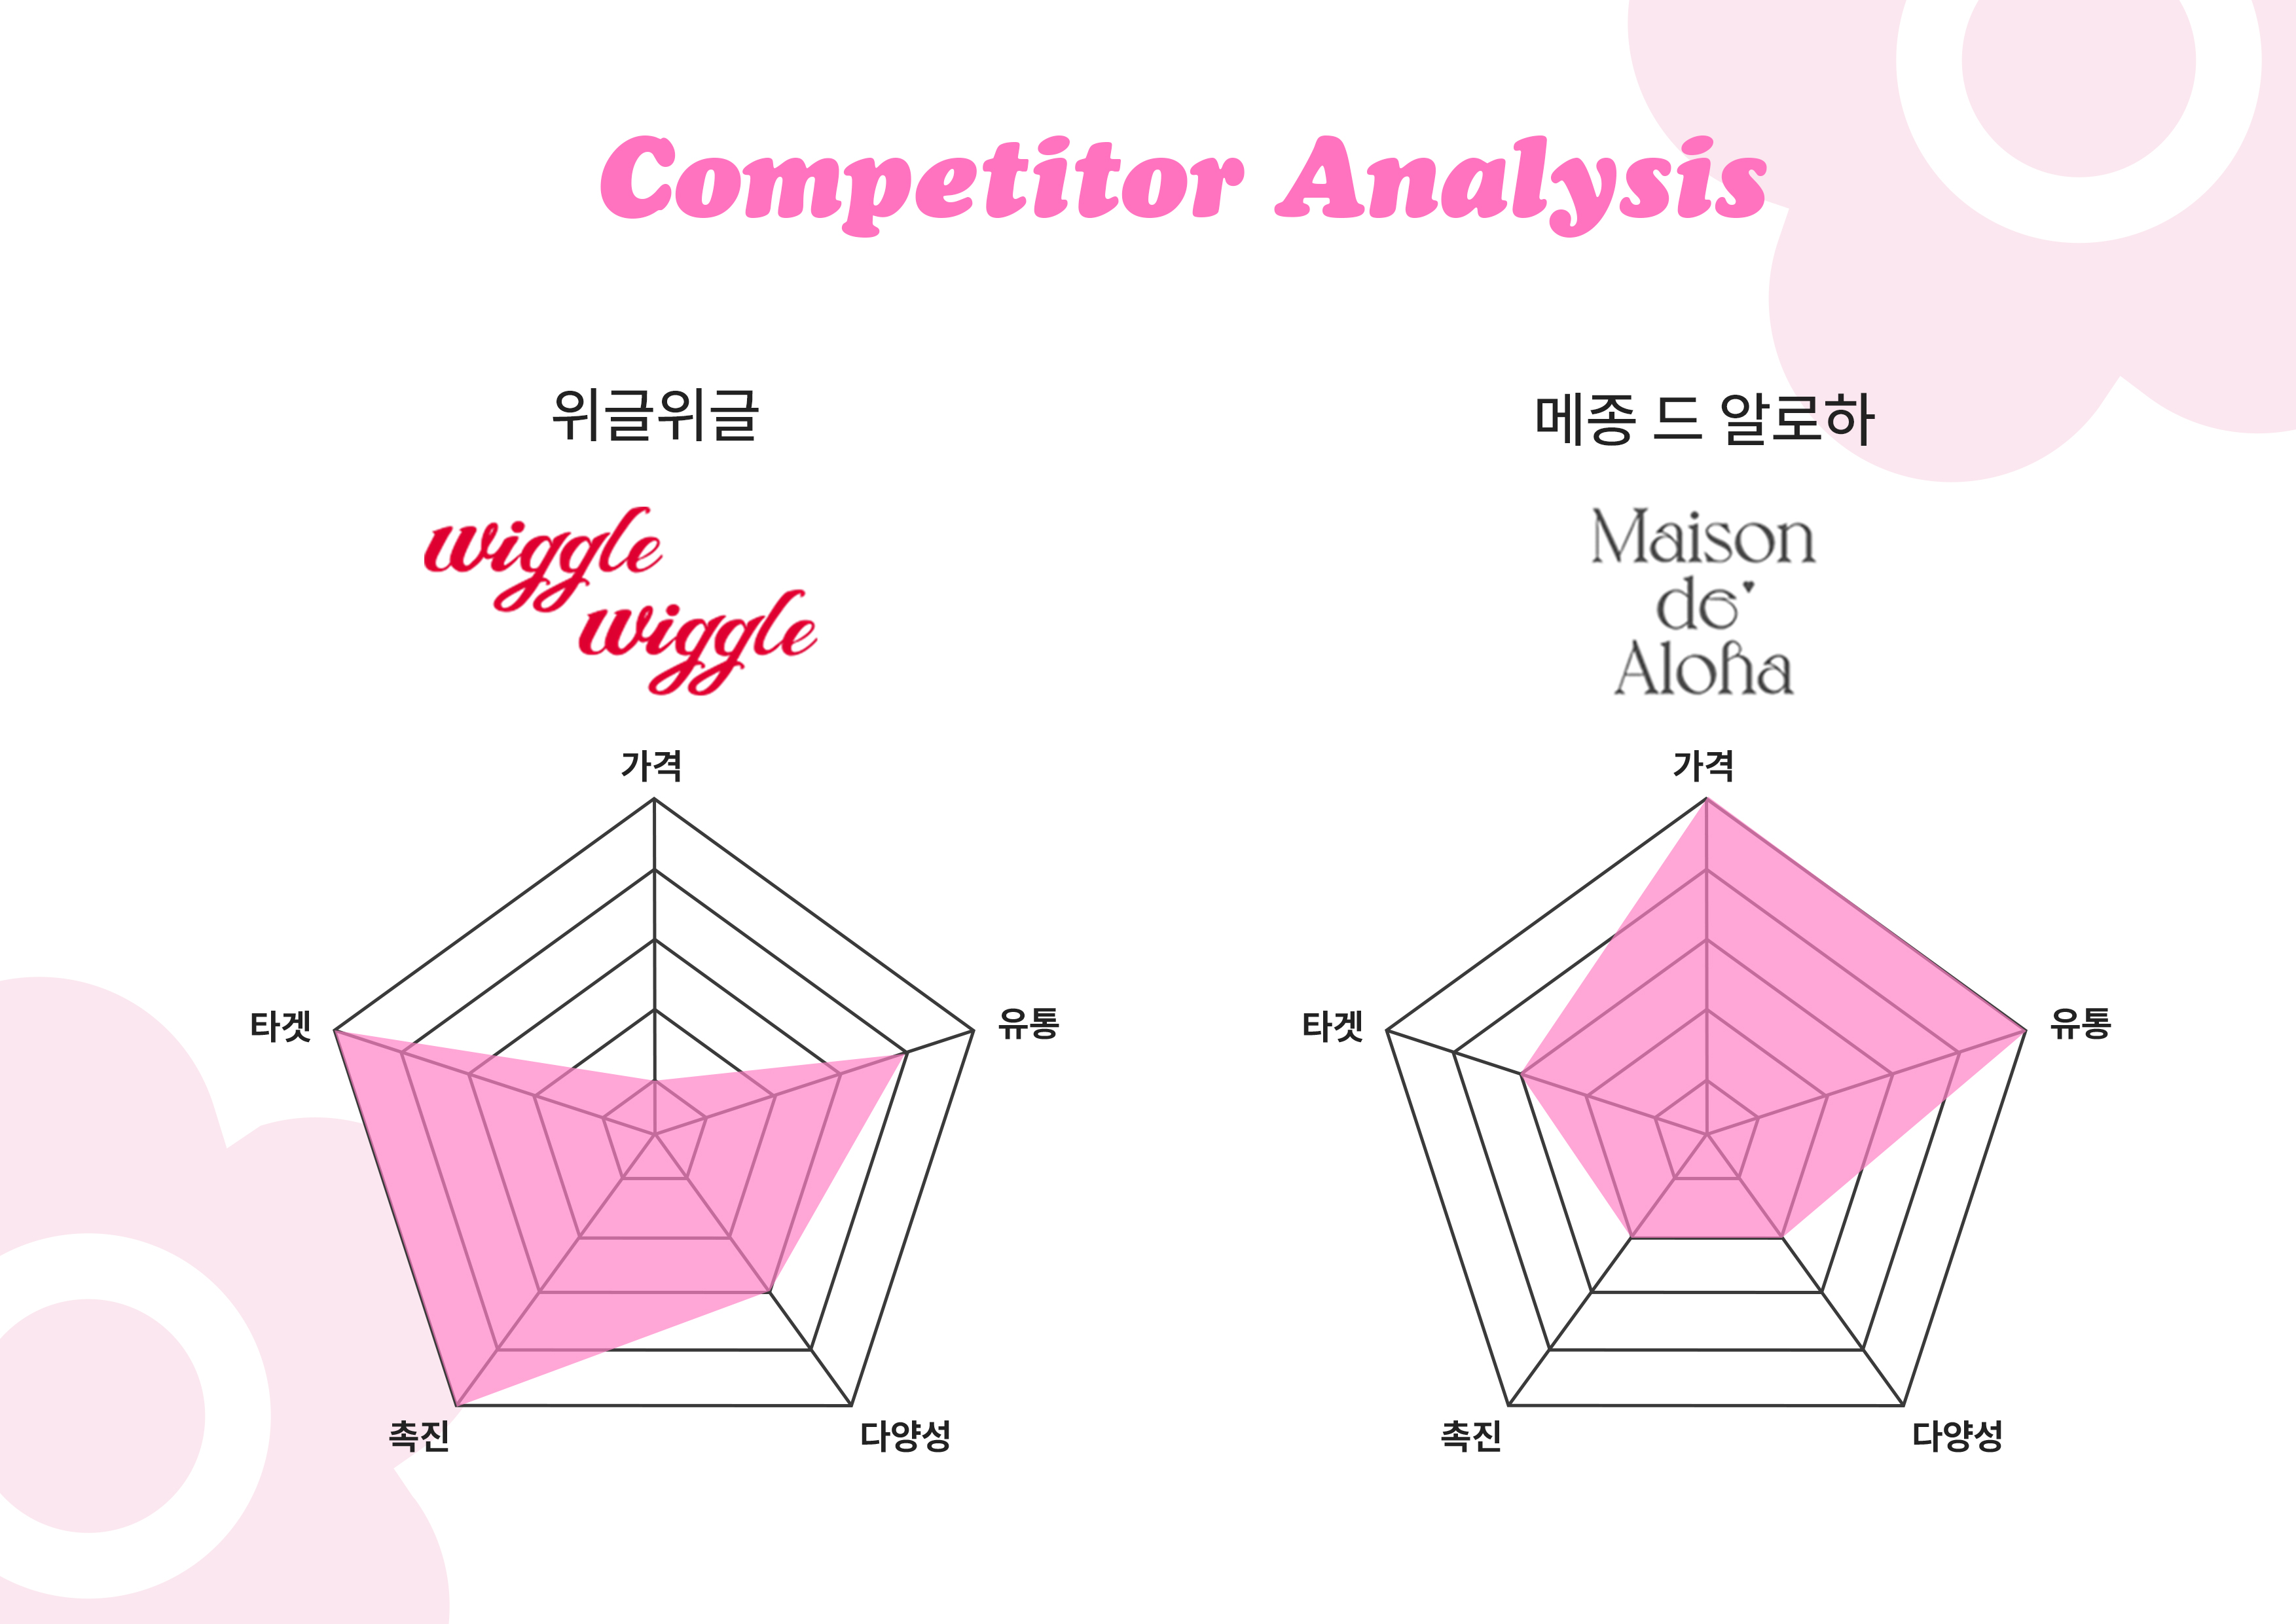 Competitor Analysis
위글위글
wiggle
wiggle
가격
타겟
유통
촉진
다양성
메종 드 알로하
Maison
de
Aloha
가격
타겟
유통
촉진
다양성